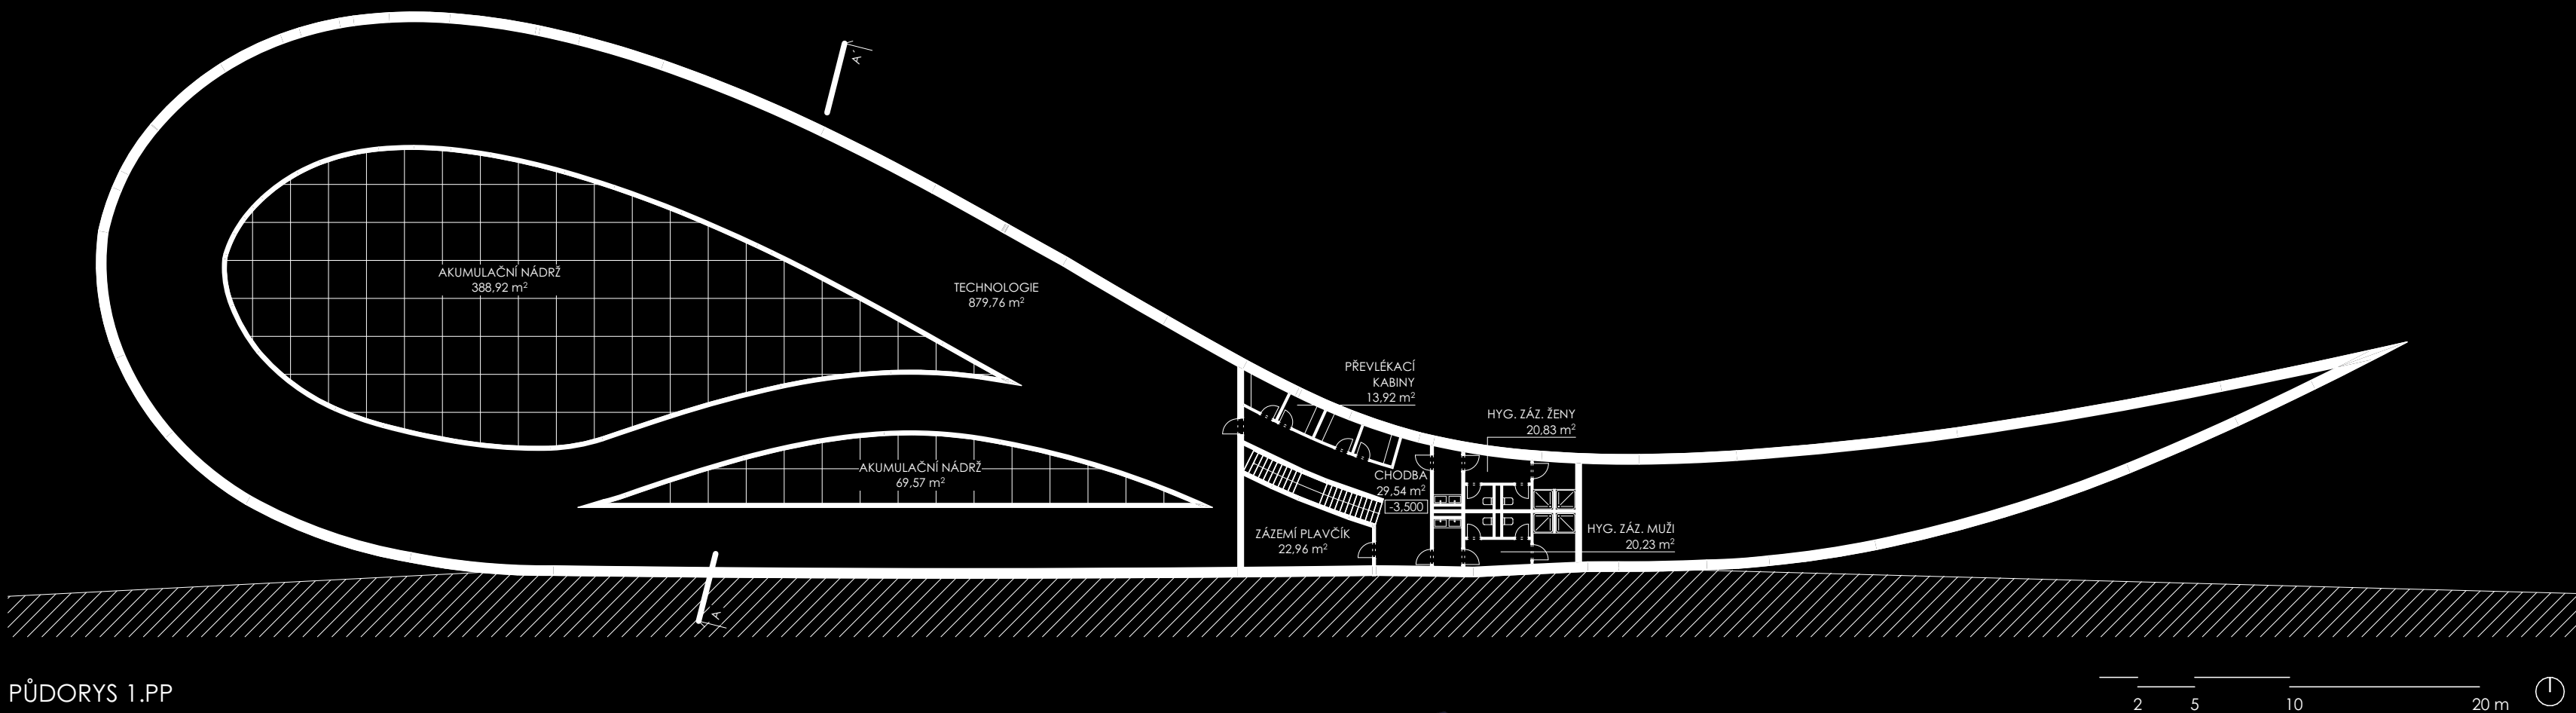 A'
AKUMULAČNÍ NÁDRŽ
388,92 m²
TECHNOLOGIE
879,76 m²
PŘEVLÉKACÍ
KABINY
13,92 m²
HYG. ZÁZ. ŽENY
20,83 m²
AKUMULAČNÍ NÁDRŽ
69,57 m²
CHODBA
29,54 m²
-3,500
ZÁZEMÍ PLAVČÍK
22,96 m²
HYG. ZÁZ. MUŽI
20,23 m²
A
PŮDORYS 1.PP
2 5 10 20 m